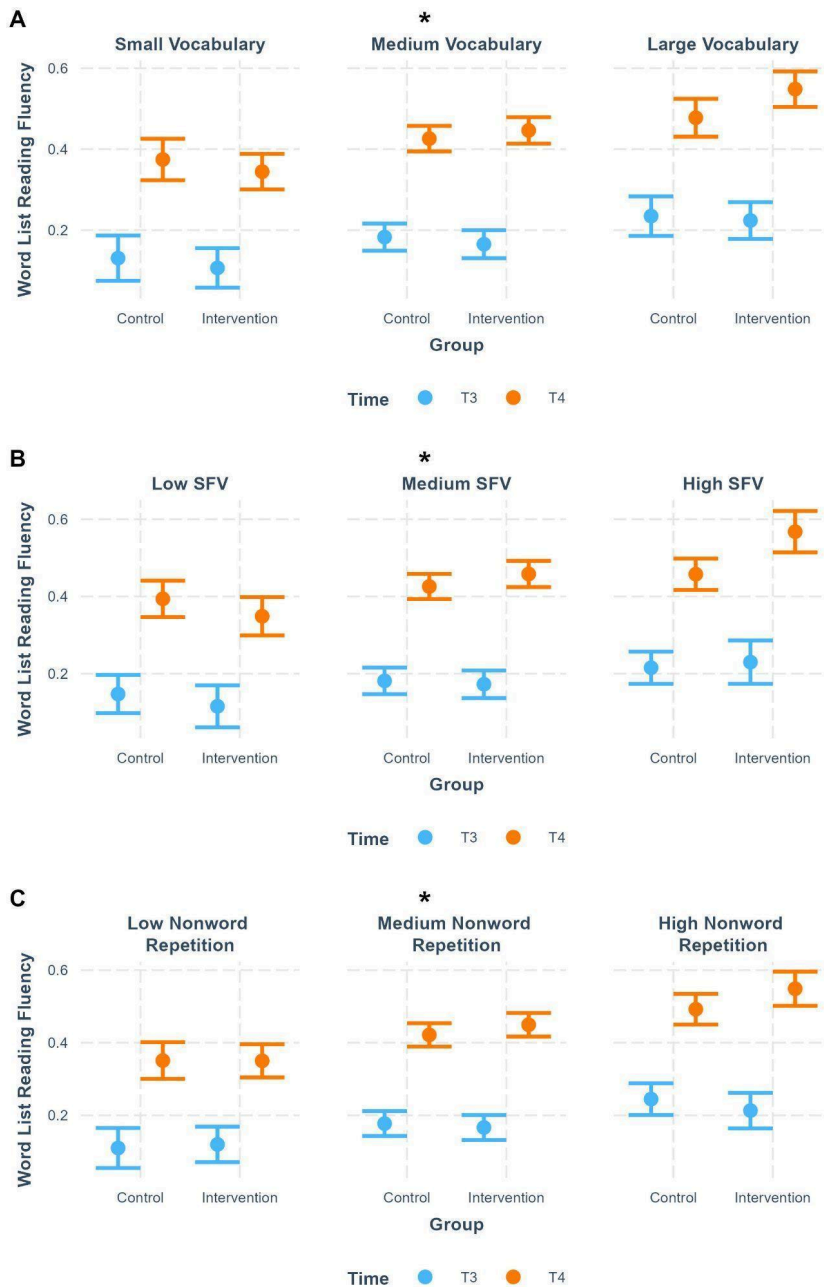 A
*
Small Vocabulary Medium Vocabulary Large Vocabulary
Word List Reading Fluency
0.6
0.4
0.2
Control Intervention Control Intervention Control Intervention
Group
Time T3 T4
B
*
Low SFV Medium SFV High SFV
Word List Reading Fluency
0.6
0.4
0.2
Control Intervention Control Intervention Control Intervention
Group
Time T3 T4
C
*
Low Nonword Medium Nonword High Nonword
Repetition Repetition Repetition
Word List Reading Fluency
0.6
0.4
0.2
Control Intervention Control Intervention Control Intervention
Group
Time T3 T4